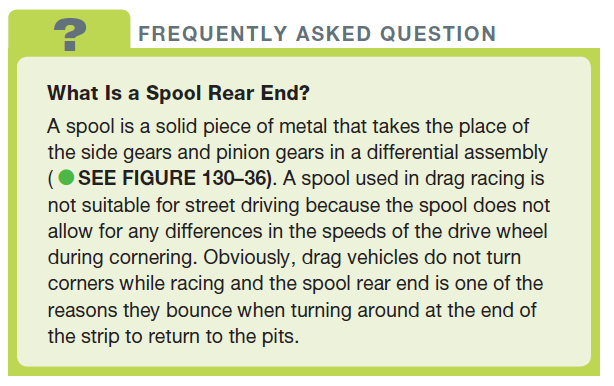 ?
FREQUENTLY ASKED QUESTION
What Is a Spool Rear End?
A spool is a solid piece of metal that takes the place of
the side gears and pinion gears in a differential assembly
(● SEE FIGURE 130–36). A spool used in drag racing is
not suitable for street driving because the spool does not
allow for any differences in the speeds of the drive wheel
during cornering. Obviously, drag vehicles do not turn
corners while racing and the spool rear end is one of the
reasons they bounce when turning around at the end of
the strip to return to the pits.